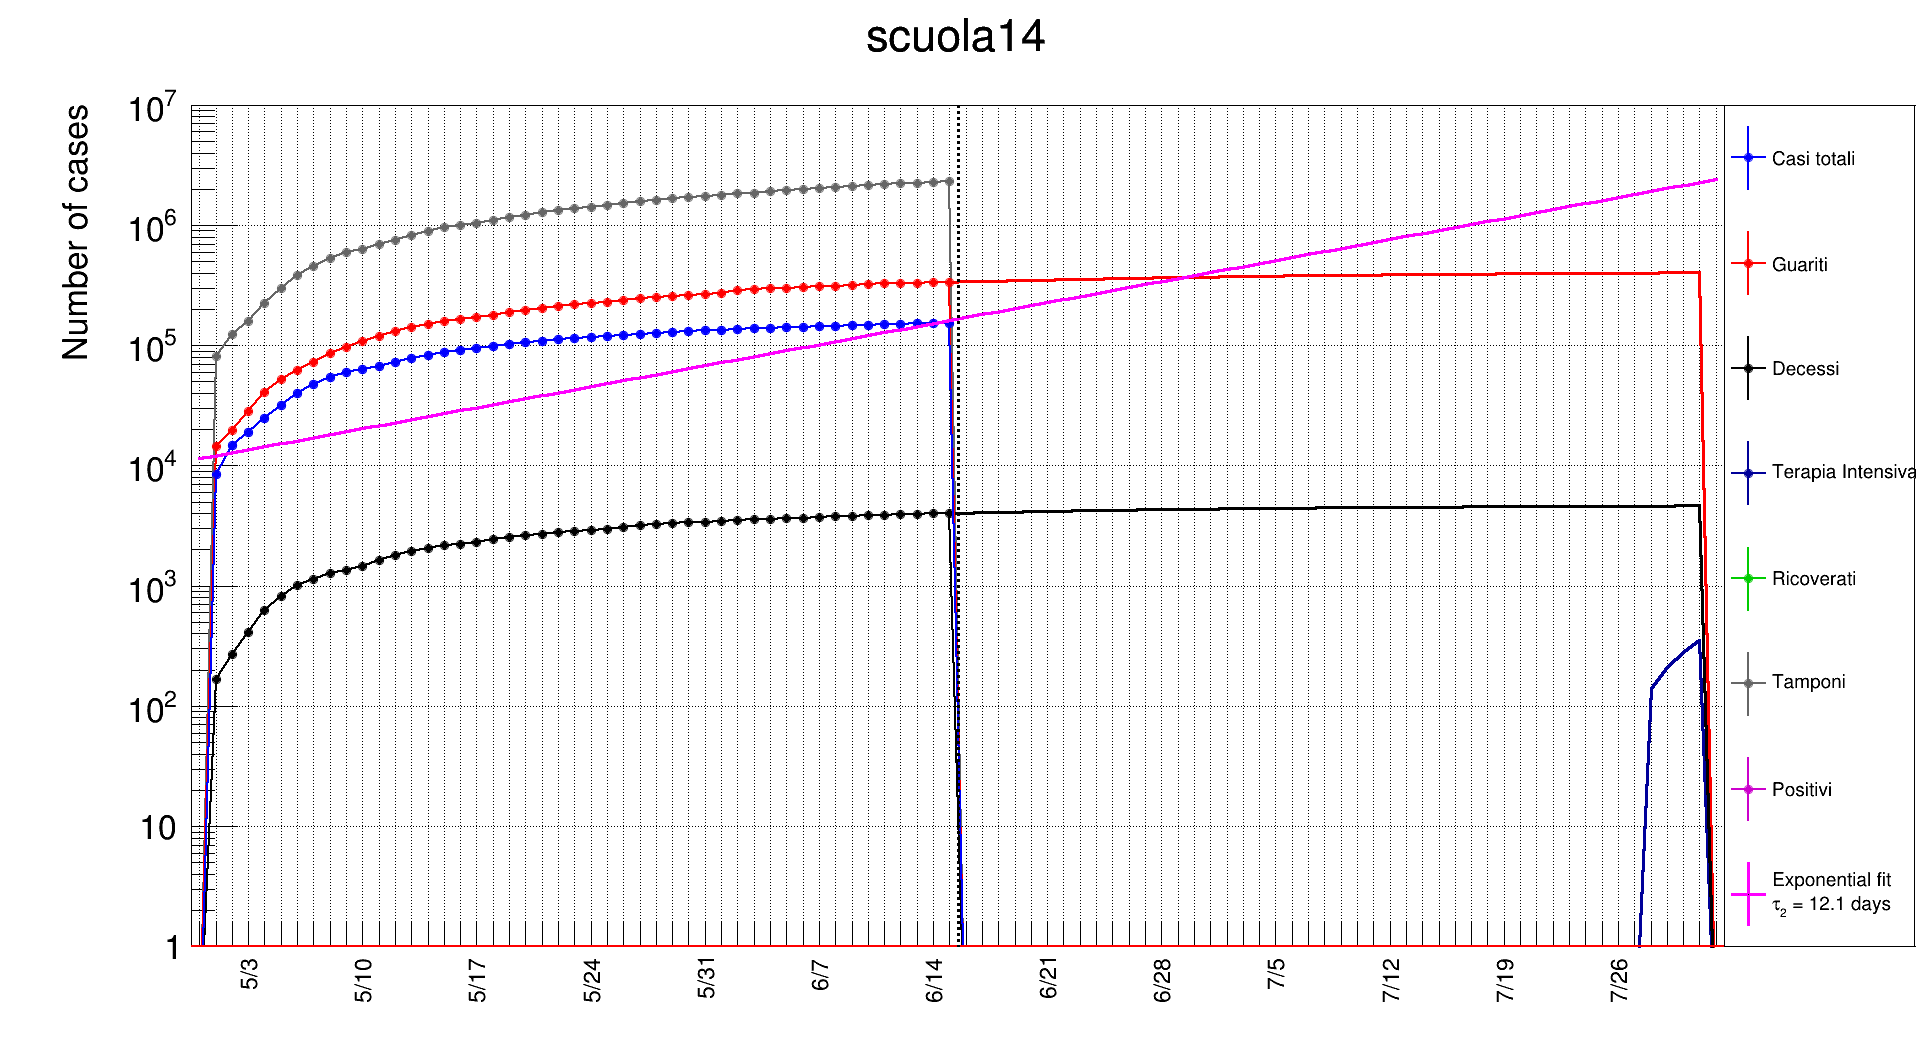 scuola14
Number of cases
10^7
10^6
10^5
10^4
10^3
10^2
10
1
5/3
5/10
5/17
5/24
5/31
6/7
6/14
6/21
6/28
7/5
7/12
7/19
7/26
Casi totali
Guariti
Decessi
Terapia Intensiva
Ricoverati
Tamponi
Positivi
Exponential fit
τ₂ = 12.1 days